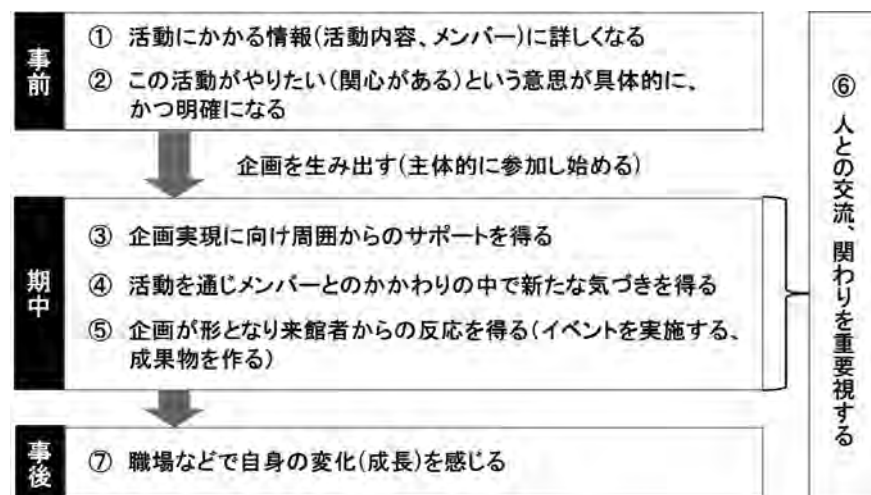 事前
① 活動にかかる情報(活動内容、メンバー)に詳しくなる
② この活動がやりたい(関心がある)という意思が具体的に、
かつ明確になる
企画を生み出す(主体的に参加し始める)
期中
③ 企画実現に向け周囲からのサポートを得る
④ 活動を通じメンバーとのかかわりの中で新たな気づきを得る
⑤ 企画が形となり来館者からの反応を得る(イベントを実施する、
成果物を作る)
事後
⑦ 職場などで自身の変化(成長)を感じる
⑥ 人との交流、関わりを重要視する